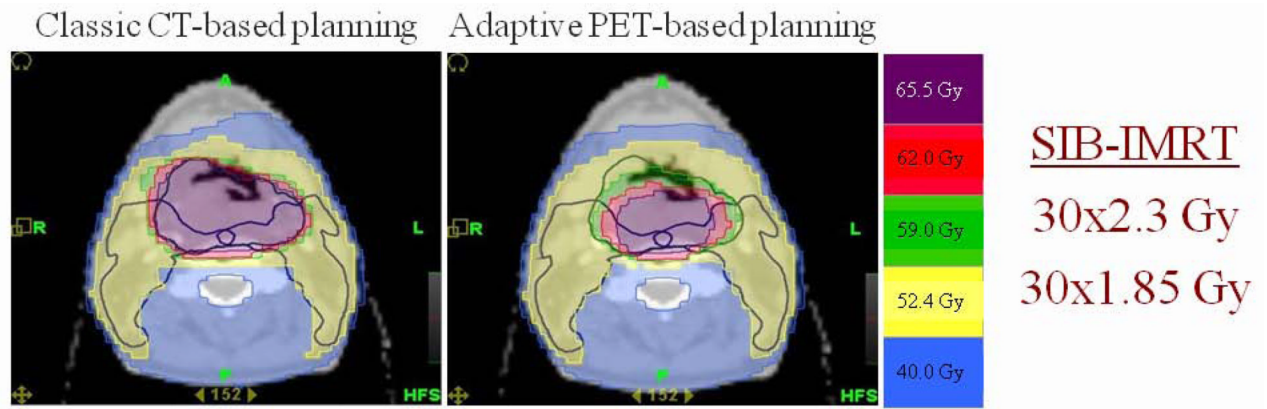 Classic CT-based planning
Adaptive PET-based planning
A
R
L
P
152
HFS
A
R
L
P
152
HFS
65.5 Gy
62.0 Gy
59.0 Gy
52.4 Gy
40.0 Gy
SIB-IMRT
30x2.3 Gy
30x1.85 Gy